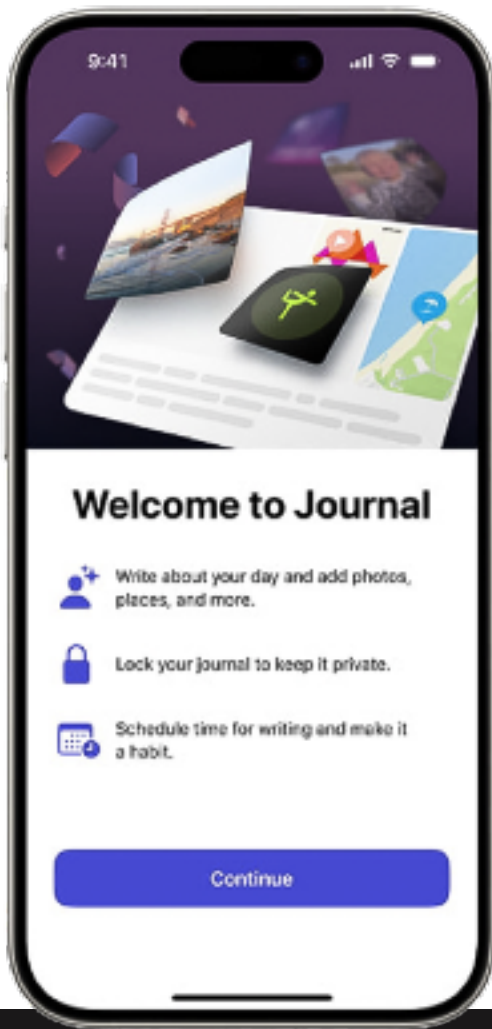 9:41
Welcome to Journal
Write about your day and add photos,
places, and more.
Lock your journal to keep it private.
Schedule time for writing and make it
a habit.
Continue